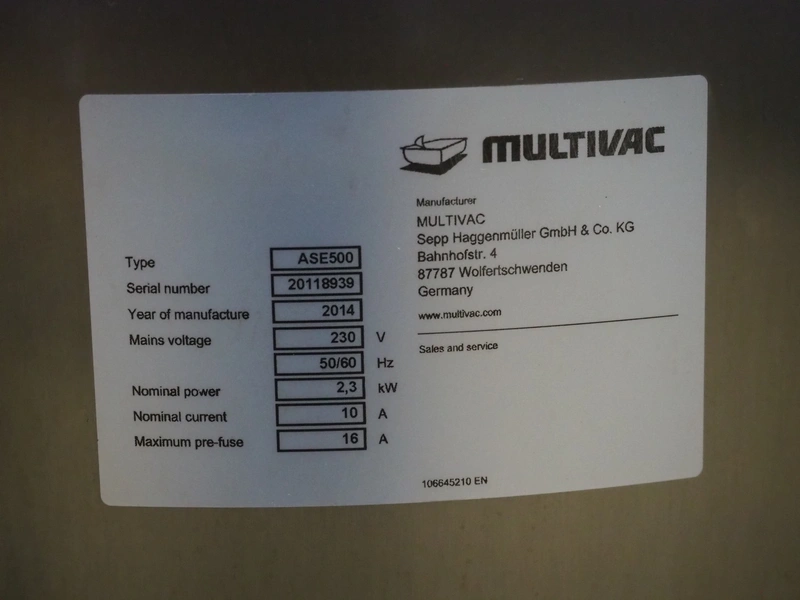 MULTIVAC
Manufacturer
MULTIVAC
Sepp Haggenmüller GmbH & Co. KG
Bahnhofstr. 4
87787 Wolfertschwenden
Germany
www.multivac.com
Sales and service
Type ASE500
Serial number 20118939
Year of manufacture 2014
Mains voltage 230 V
50/60 Hz
Nominal power 2,3 kW
Nominal current 10 A
Maximum pre-fuse 16 A
106645210 EN